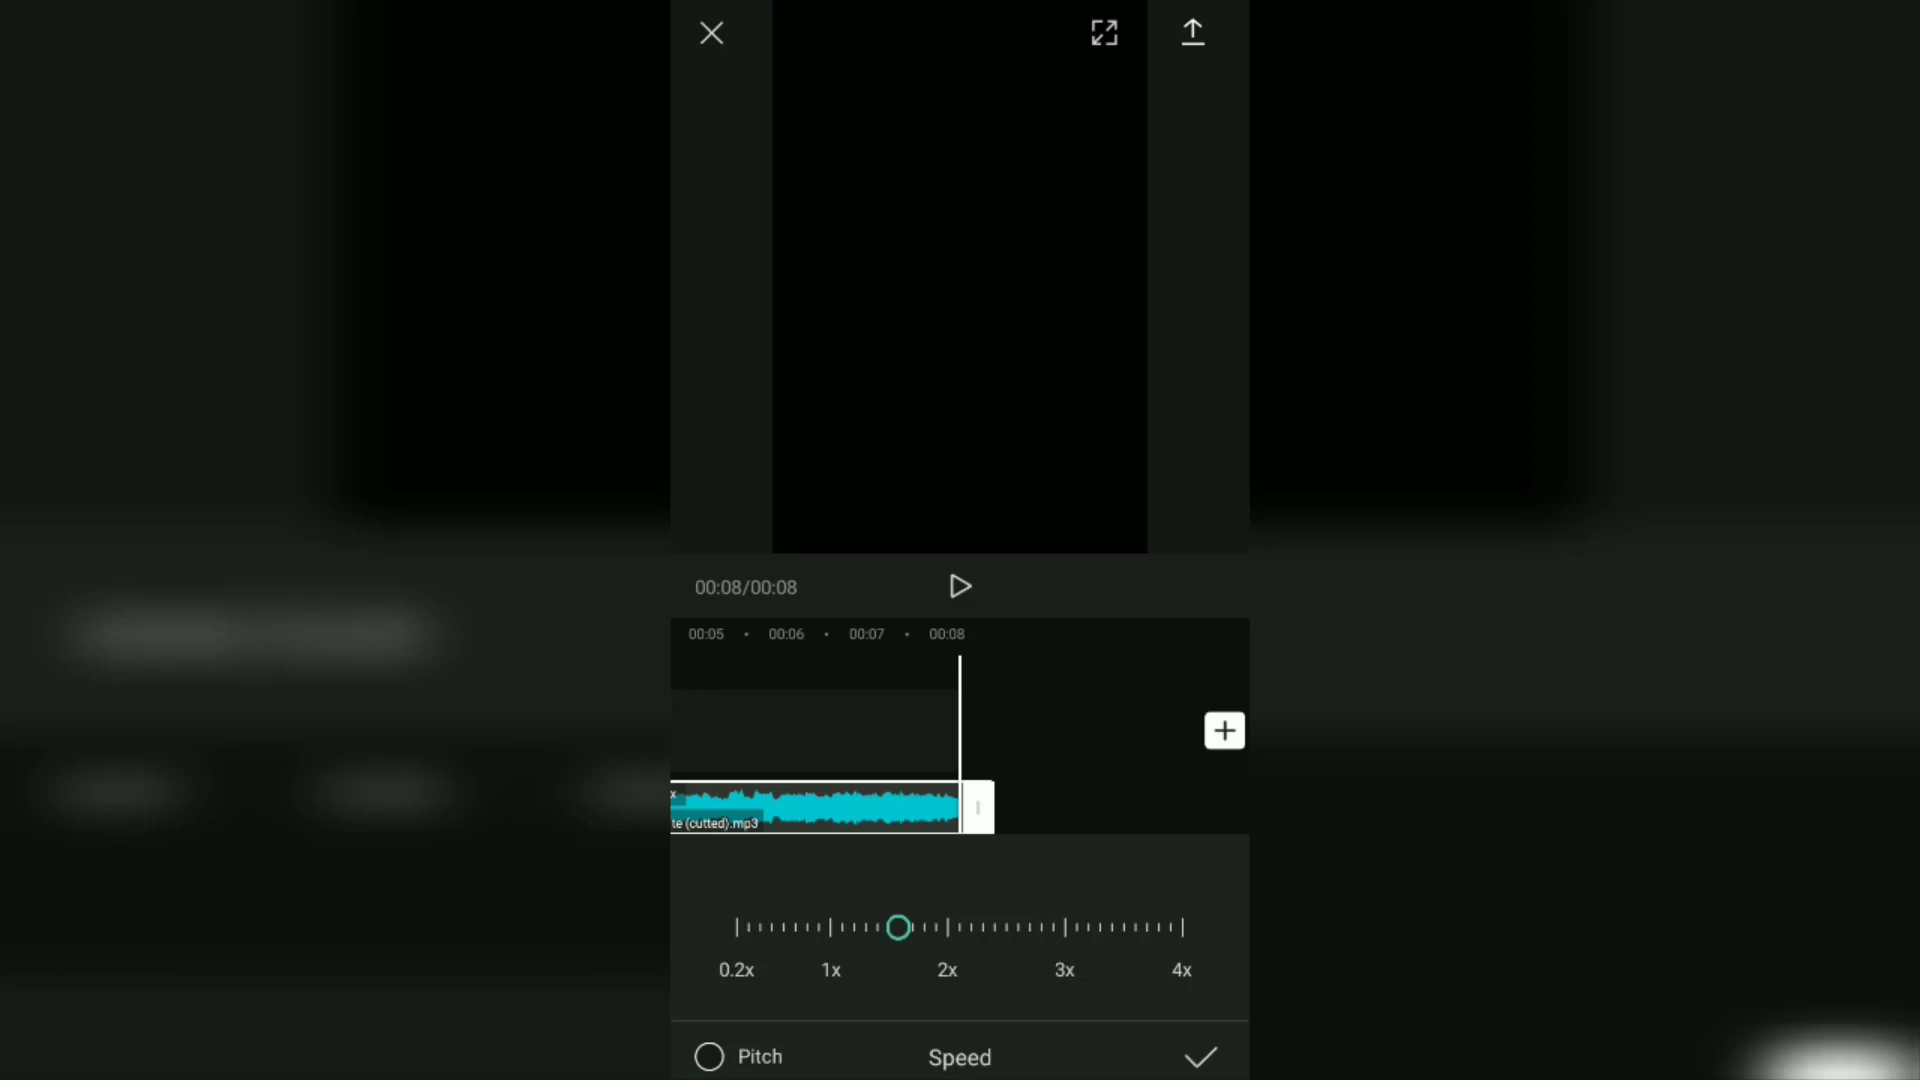 00:08/00:08
00:05 00:06 00:07 00:08
x
te (cutted).mp3
0.2x 1x 2x 3x 4x
Pitch Speed